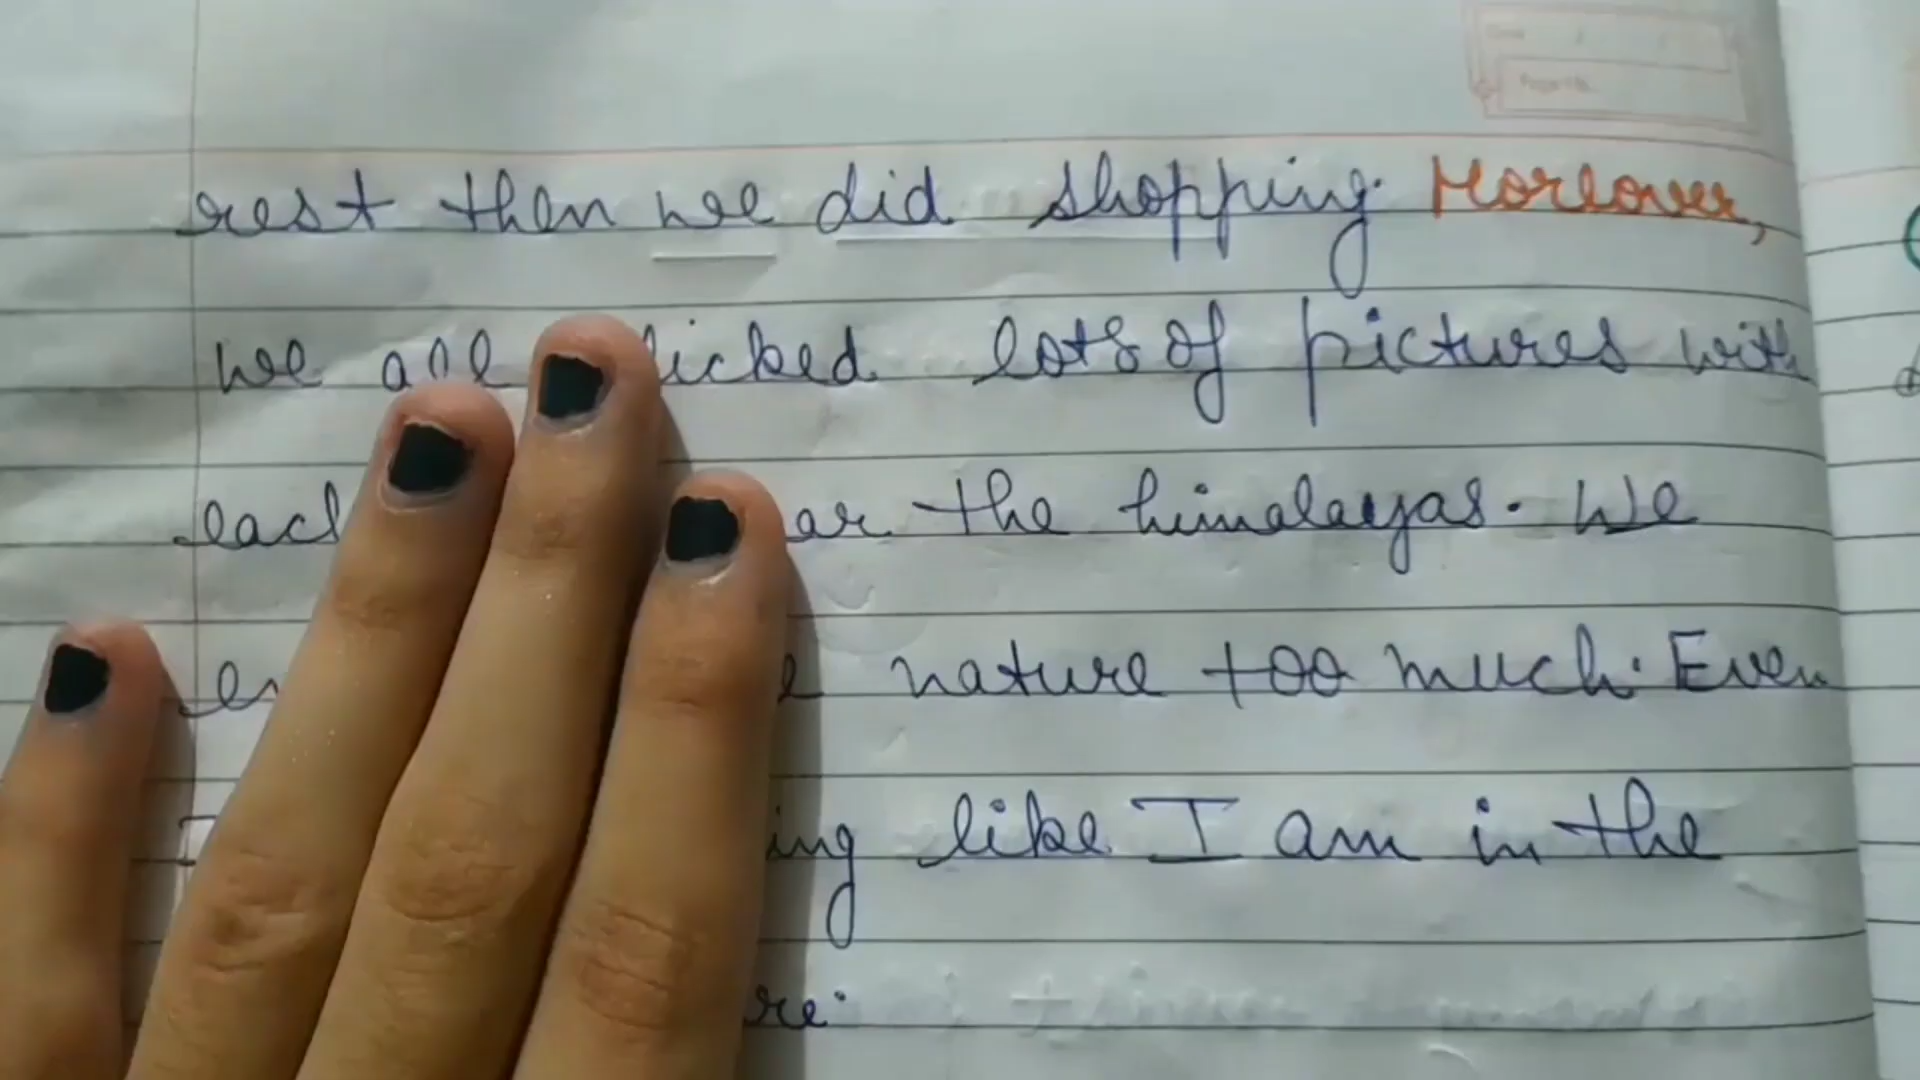 rest then we did shopping. Moreover,
we all licked lots of pictures with
each ar the himalayas. We
nature too much. Even
ing like I am in the
re.